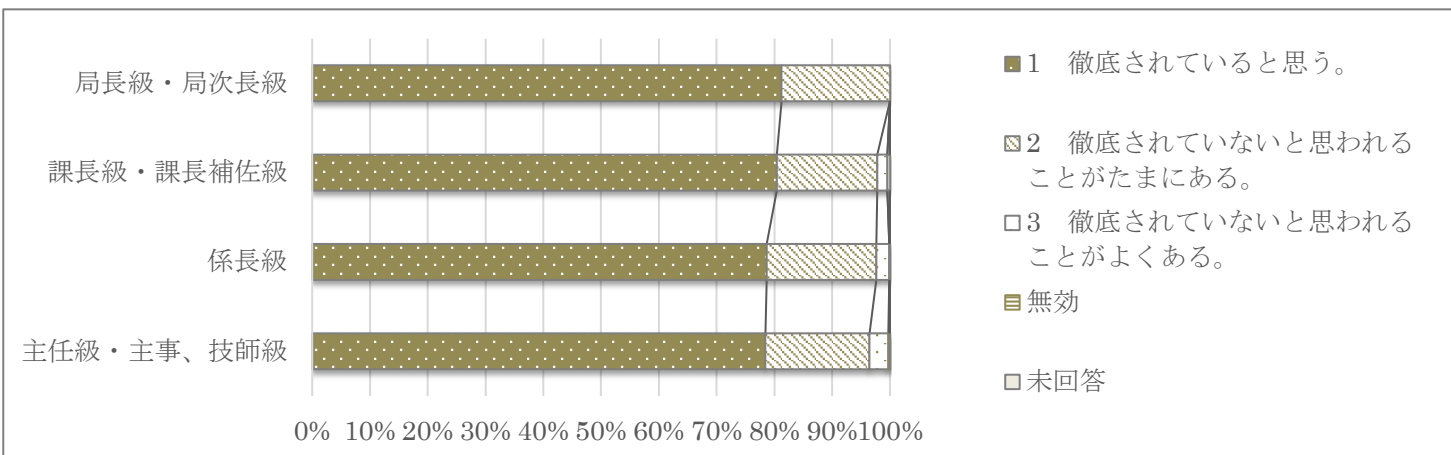 局長級・局次長級
課長級・課長補佐級
係長級
主任級・主事、技師級
0% 10% 20% 30% 40% 50% 60% 70% 80% 90%100%
1　徹底されていると思う。
2　徹底されていないと思われる
ことがたまにある。
3　徹底されていないと思われる
ことがよくある。
無効
未回答